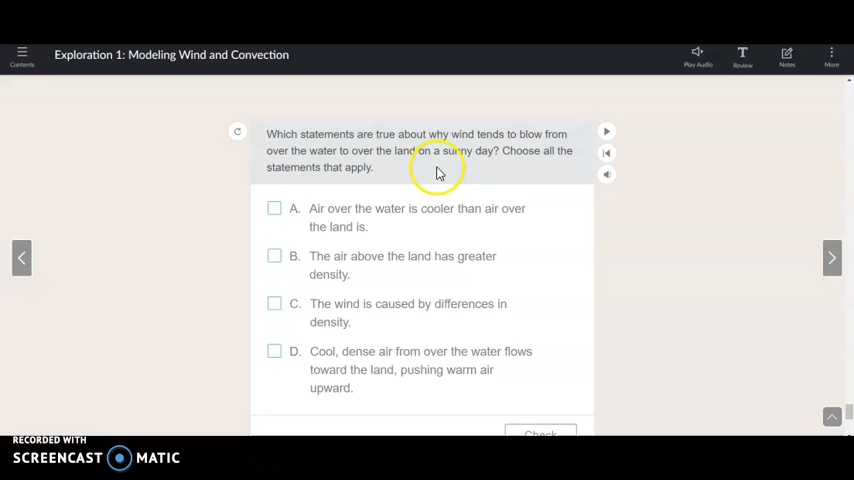 Contents
Exploration 1: Modeling Wind and Convection
Play Audio
T
Review
Notes
More
Which statements are true about why wind tends to blow from
over the water to over the land on a sunny day? Choose all the
statements that apply.
A. Air over the water is cooler than air over
the land is.
B. The air above the land has greater
density.
C. The wind is caused by differences in
density.
D. Cool, dense air from over the water flows
toward the land, pushing warm air
upward.
Check
RECORDED WITH
SCREENCAST MATIC